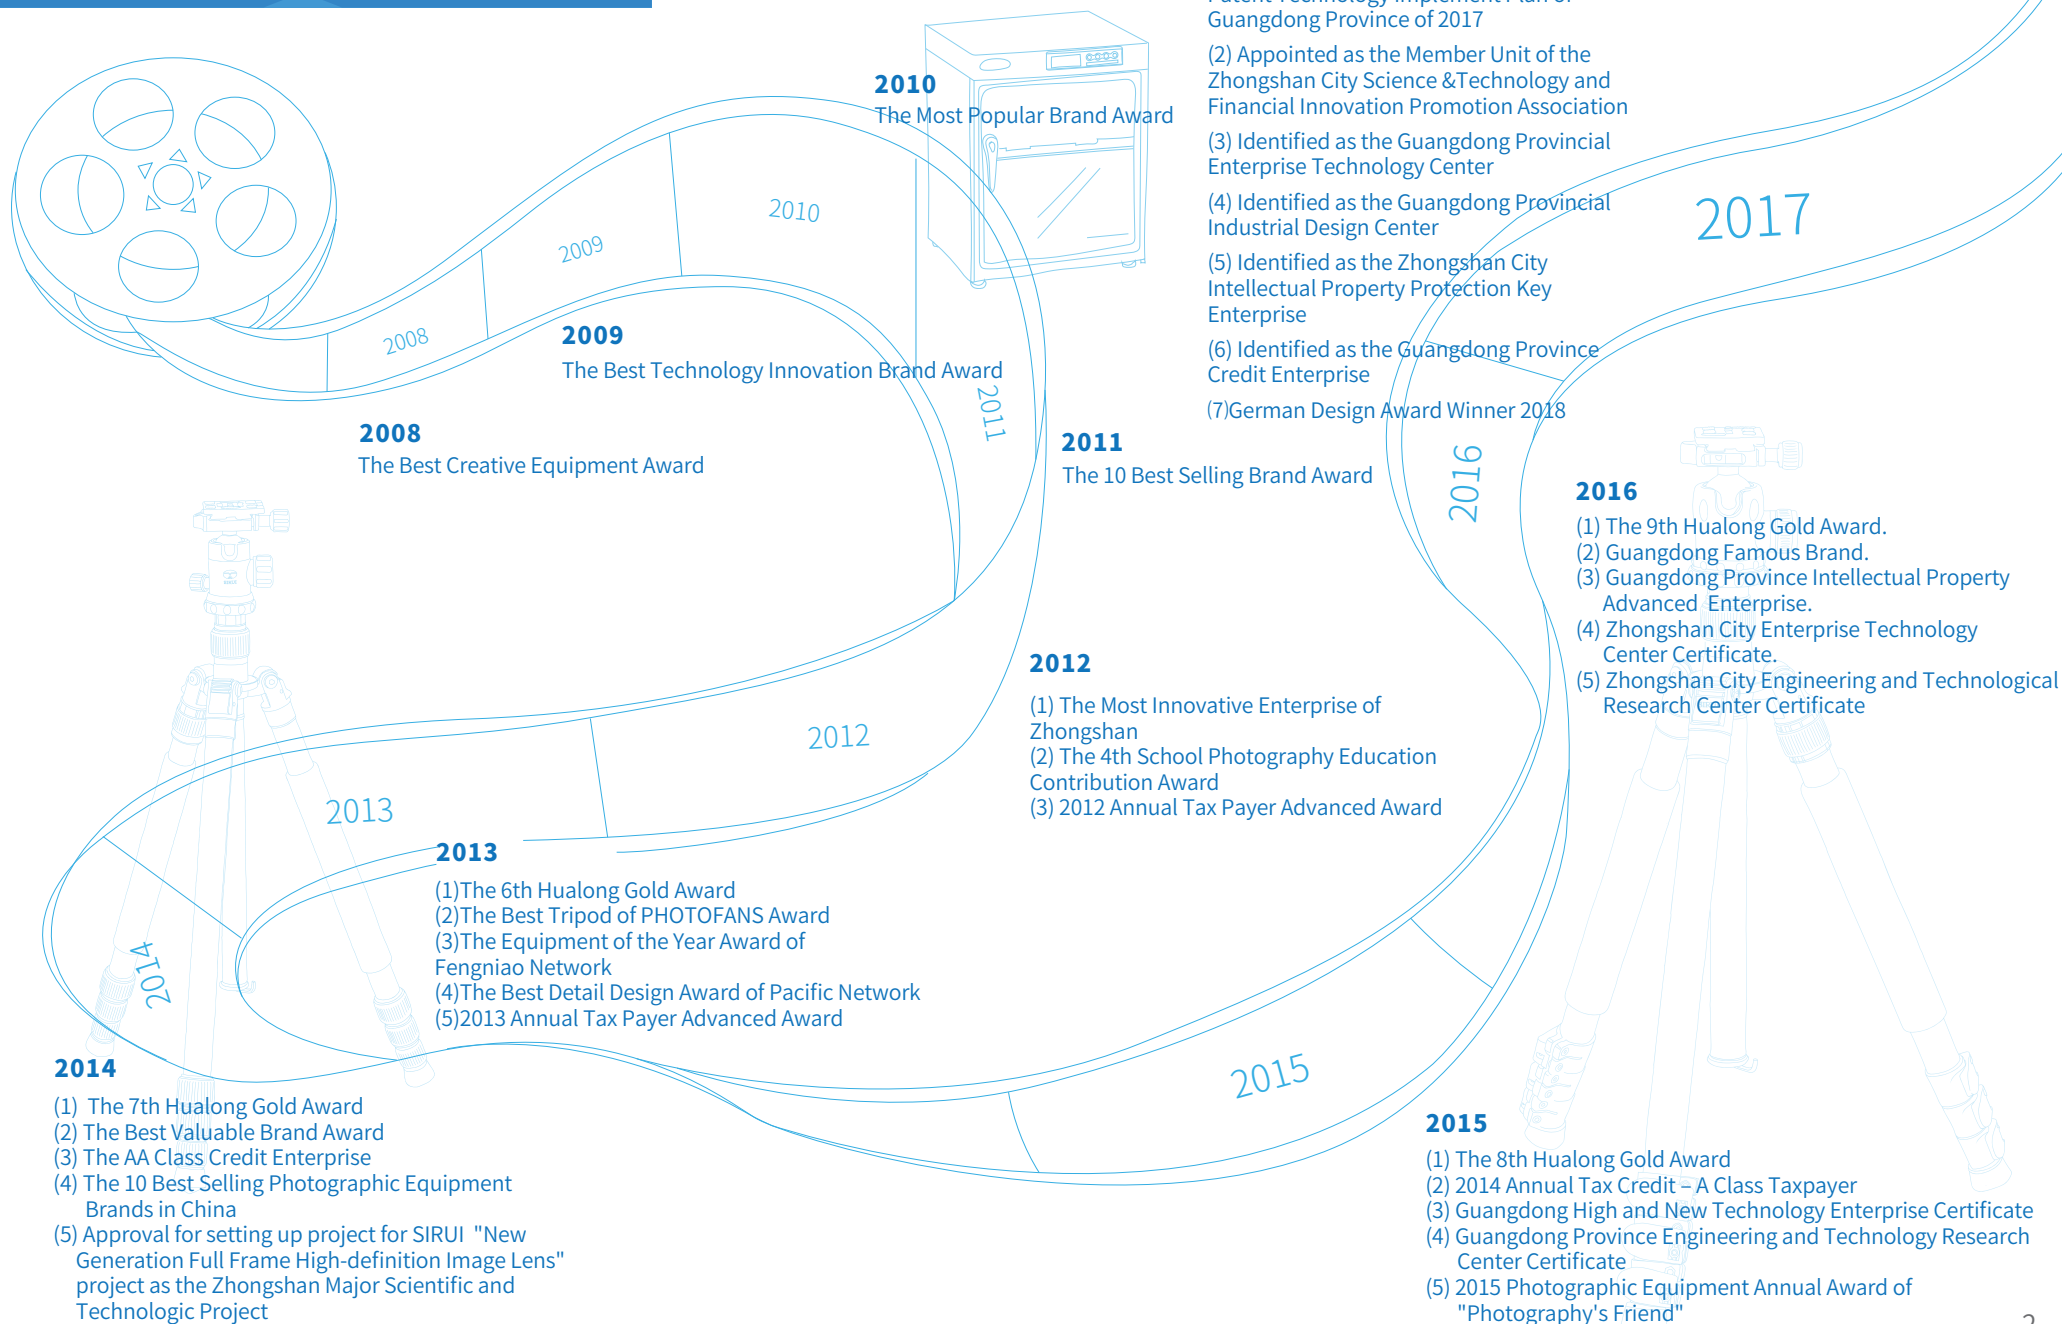 Guangdong Province of 2017
(2) Appointed as the Member Unit of the
Zhongshan City Science &Technology and
Financial Innovation Promotion Association
(3) Identified as the Guangdong Provincial
Enterprise Technology Center
(4) Identified as the Guangdong Provincial
Industrial Design Center
(5) Identified as the Zhongshan City
Intellectual Property Protection Key
Enterprise
(6) Identified as the Guangdong Province
Credit Enterprise
(7)German Design Award Winner 2018
2017
2010
The Most Popular Brand Award
2010
2009
2008
2009
The Best Technology Innovation Brand Award
2008
The Best Creative Equipment Award
2011
2011
The 10 Best Selling Brand Award
2016
2016
(1) The 9th Hualong Gold Award.
(2) Guangdong Famous Brand.
(3) Guangdong Province Intellectual Property
Advanced Enterprise.
(4) Zhongshan City Enterprise Technology
Center Certificate.
(5) Zhongshan City Engineering and Technological
Research Center Certificate
2012
(1) The Most Innovative Enterprise of
Zhongshan
(2) The 4th School Photography Education
Contribution Award
(3) 2012 Annual Tax Payer Advanced Award
2012
2013
2013
(1)The 6th Hualong Gold Award
(2)The Best Tripod of PHOTOFANS Award
(3)The Equipment of the Year Award of
Fengniao Network
(4)The Best Detail Design Award of Pacific Network
(5)2013 Annual Tax Payer Advanced Award
2014
2014
(1) The 7th Hualong Gold Award
(2) The Best Valuable Brand Award
(3) The AA Class Credit Enterprise
(4) The 10 Best Selling Photographic Equipment
Brands in China
(5) Approval for setting up project for SIRUI "New
Generation Full Frame High-definition Image Lens"
project as the Zhongshan Major Scientific and
Technologic Project
2015
2015
(1) The 8th Hualong Gold Award
(2) 2014 Annual Tax Credit – A Class Taxpayer
(3) Guangdong High and New Technology Enterprise Certificate
(4) Guangdong Province Engineering and Technology Research
Center Certificate
(5) 2015 Photographic Equipment Annual Award of
"Photography's Friend"